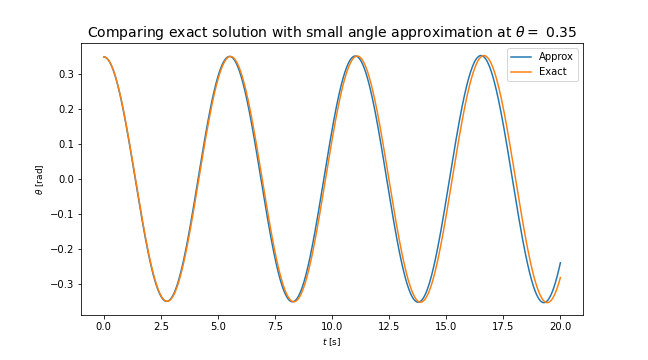 Comparing exact solution with small angle approximation at θ = 0.35
Approx
Exact
0.3
0.2
0.1
0.0
−0.1
−0.2
−0.3
θ [rad]
0.0 2.5 5.0 7.5 10.0 12.5 15.0 17.5 20.0
t [s]